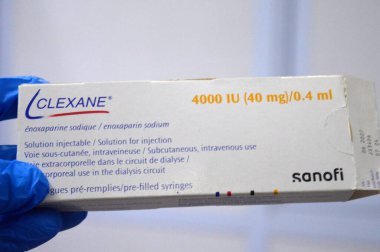 CLEXANE®
4000 IU (40 mg)/0.4 ml
énoxaparine sodique / enoxaparin sodium
Solution injectable / Solution for injection
Voie sous-cutanée, intraveineuse / Subcutaneous, intravenous use
extracorporelle dans le circuit de dialyse /
corporeal use in the dialysis circuit
pré-remplies/pre-filled syringes
sanofi